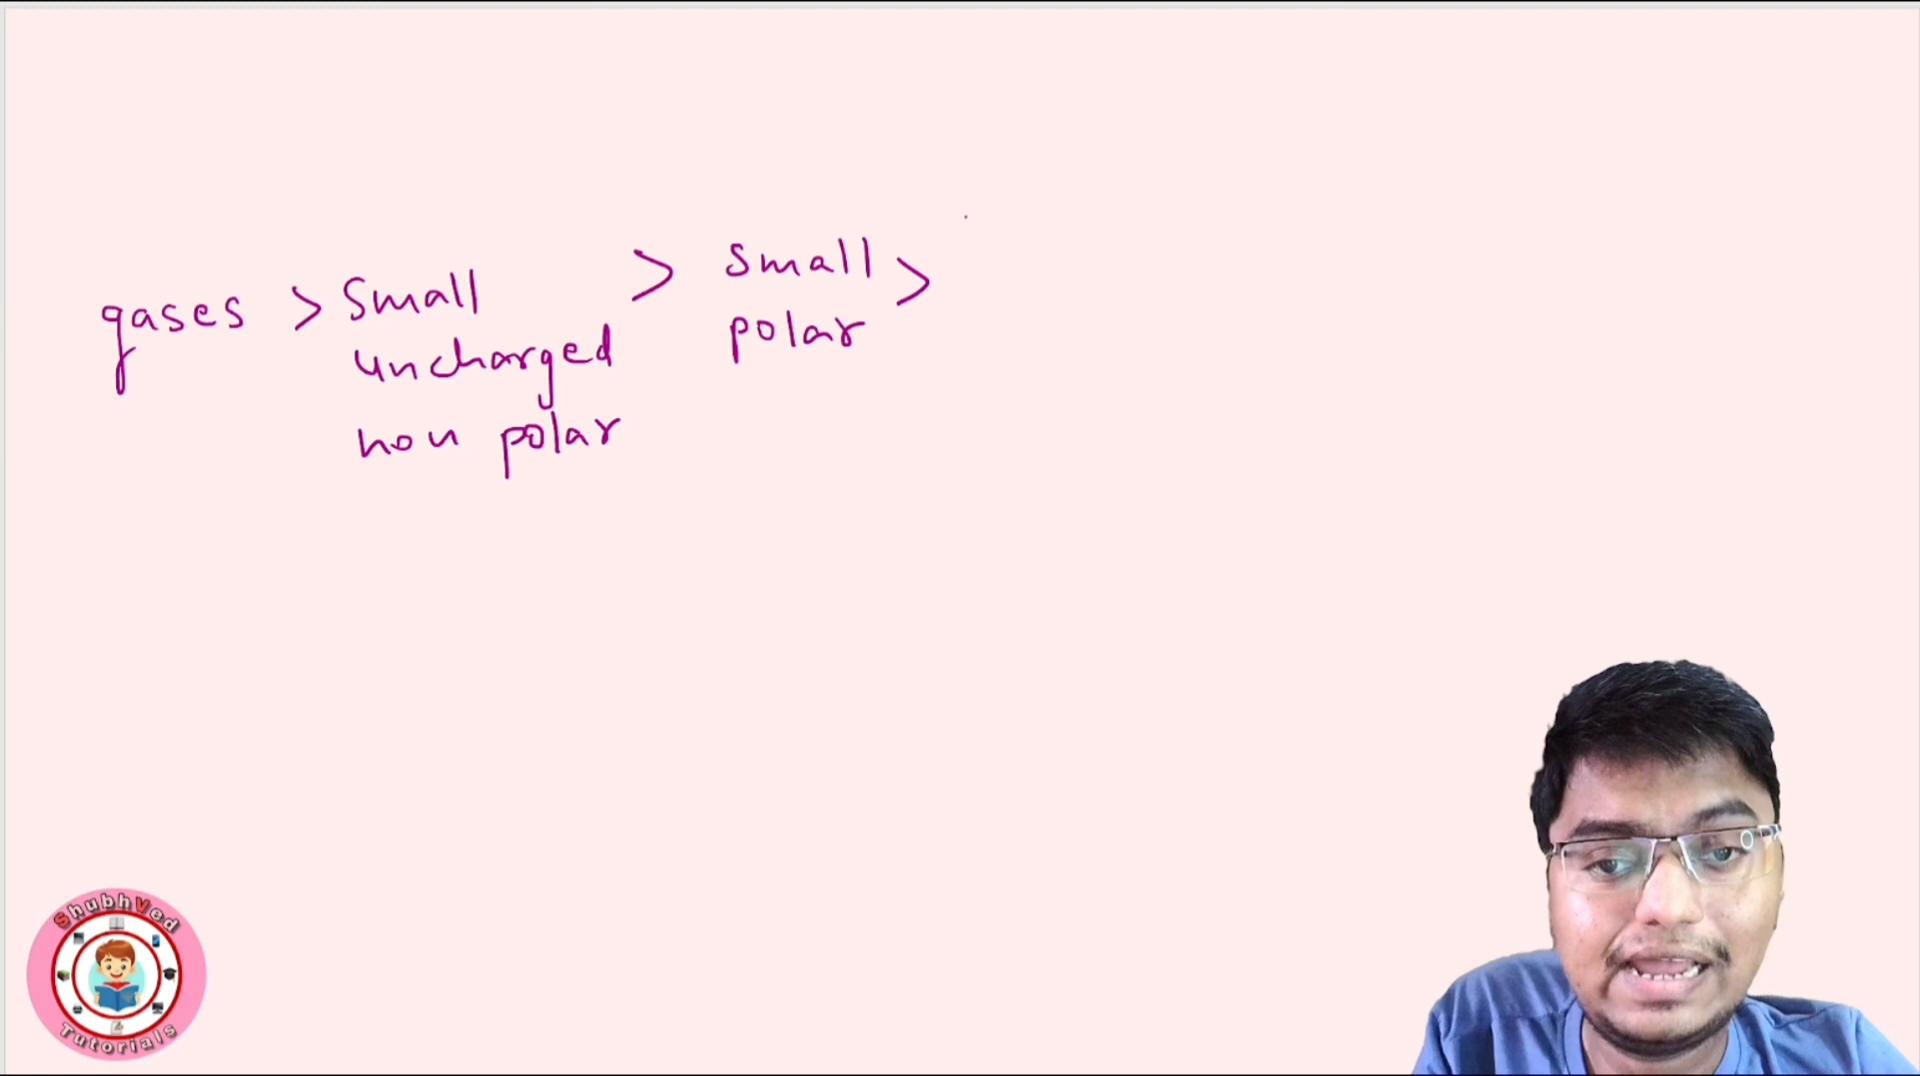 gases > Small > small >
uncharged polar
non polar
ShubhVed
Tutorials